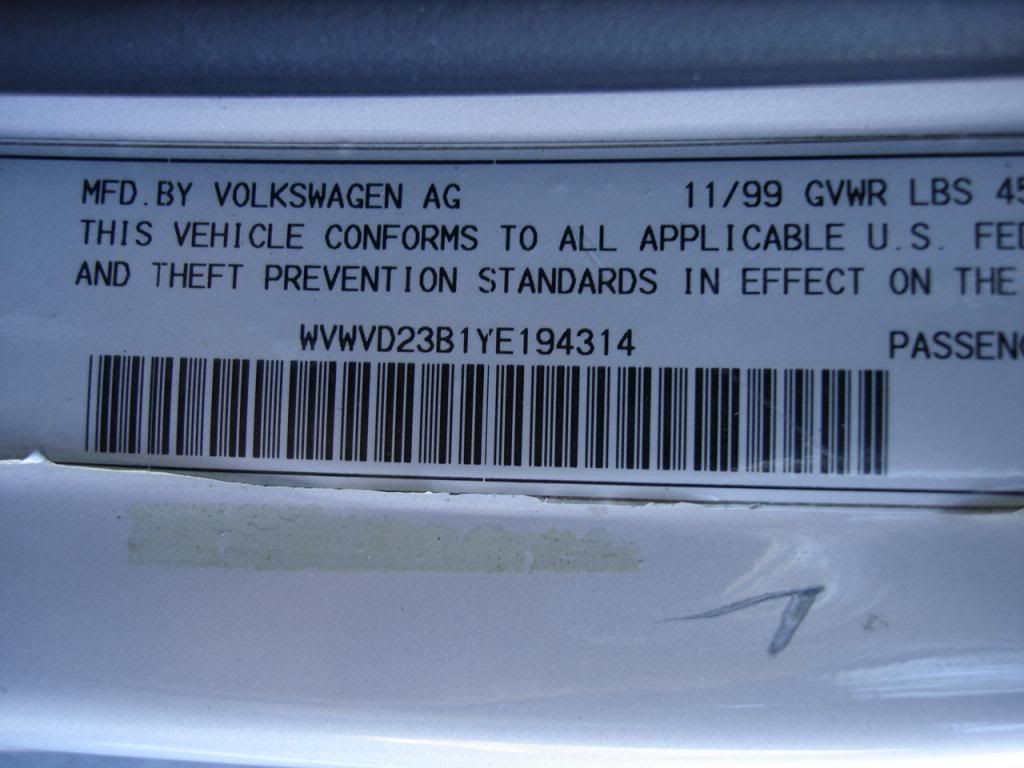 MFD. BY VOLKSWAGEN AG 11/99 GVWR LBS 45
THIS VEHICLE CONFORMS TO ALL APPLICABLE U.S. FED
AND THEFT PREVENTION STANDARDS IN EFFECT ON THE
WVWVD23B1YE194314 PASSENG